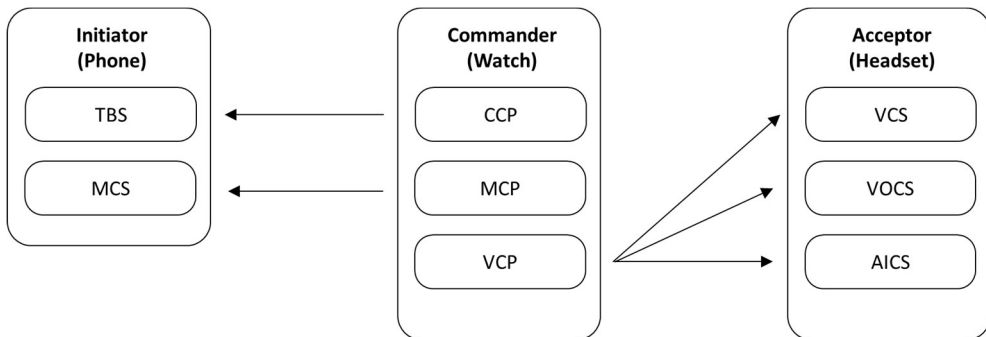 Initiator
(Phone)
TBS
MCS
Commander
(Watch)
CCP
MCP
VCP
Acceptor
(Headset)
VCS
VOCS
AICS